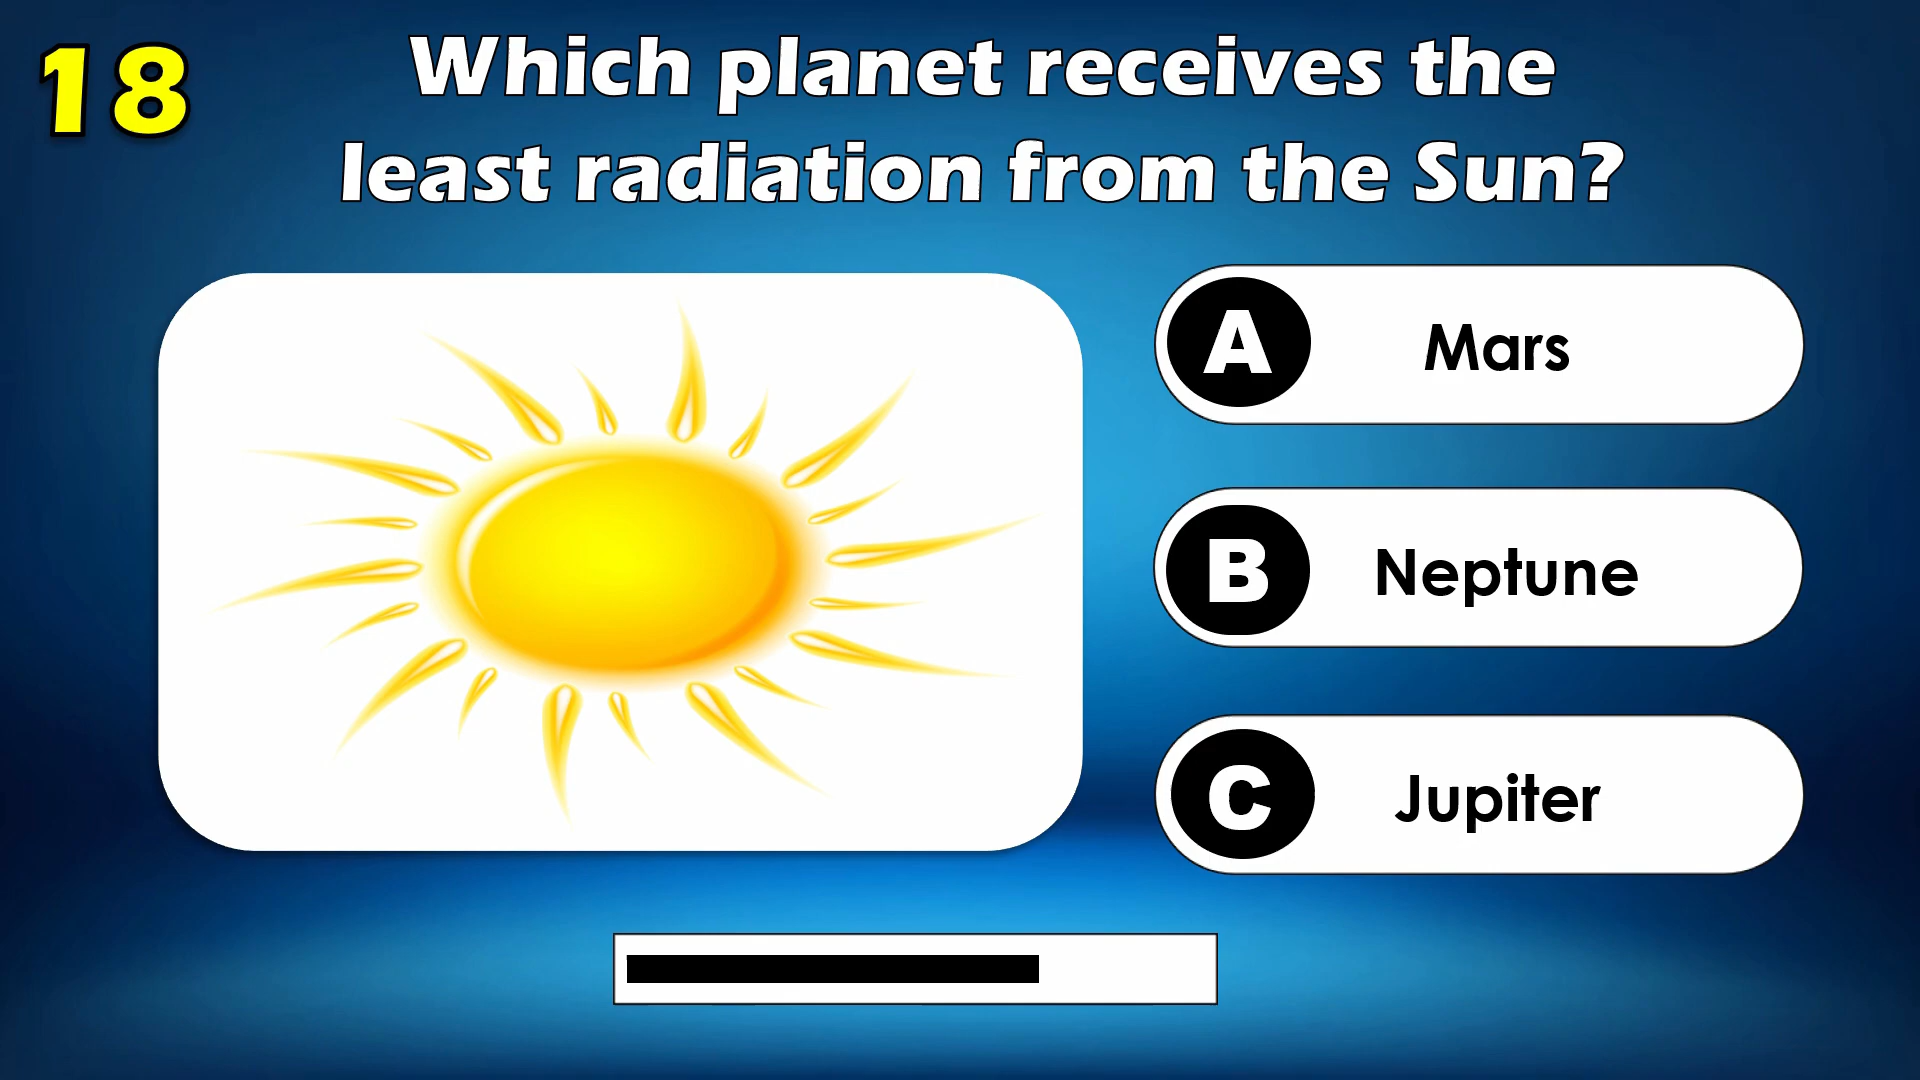 18
Which planet receives the
least radiation from the Sun?
A Mars
B Neptune
C Jupiter